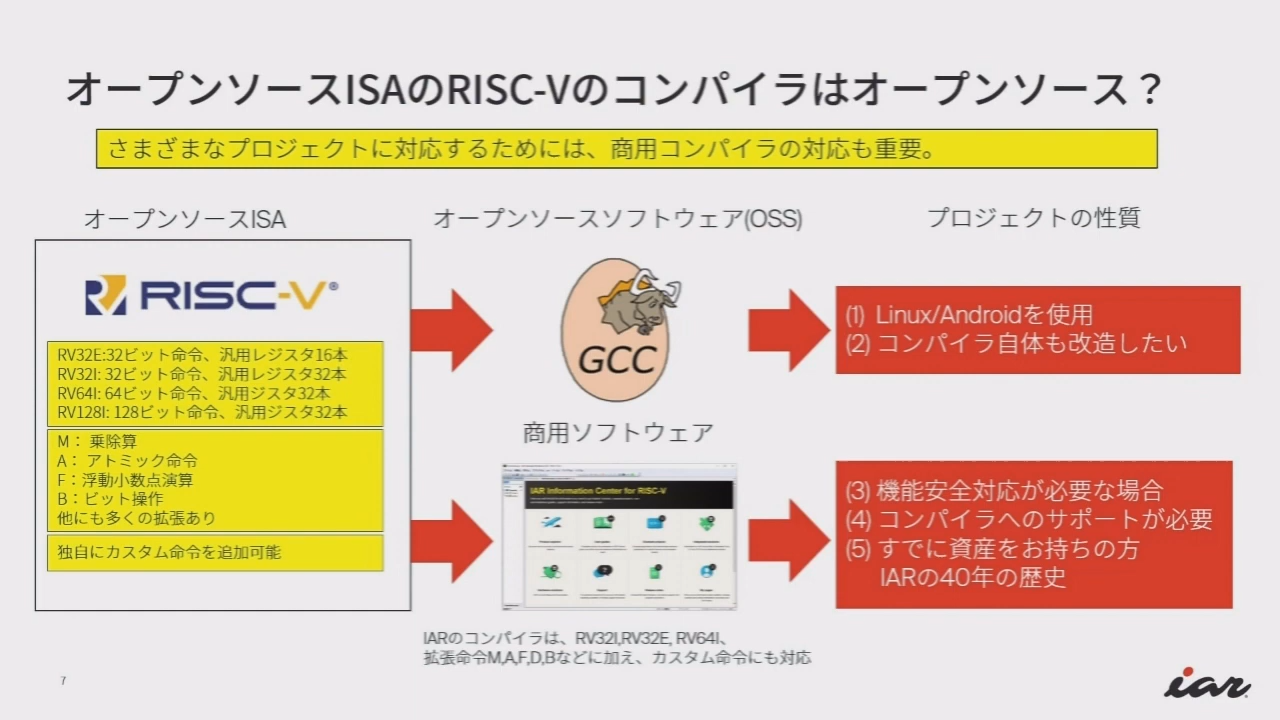 オープンソースISAのRISC-Vのコンパイラはオープンソース？
さまざまなプロジェクトに対応するためには、商用コンパイラの対応も重要。
オープンソースISA
RISC-V®
RV32E:32ビット命令、汎用レジスタ16本
RV32I: 32ビット命令、汎用レジスタ32本
RV64I: 64ビット命令、汎用ジスタ32本
RV128I: 128ビット命令、汎用ジスタ32本
M： 乗除算
A： アトミック命令
F：浮動小数点演算
B：ビット操作
他にも多くの拡張あり
独自にカスタム命令を追加可能
オープンソースソフトウェア(OSS)
GCC
商用ソフトウェア
IAR Information Center for RISC-V
IARのコンパイラは、RV32I,RV32E, RV64I、
拡張命令M,A,F,D,Bなどに加え、カスタム命令にも対応
プロジェクトの性質
(1) Linux/Androidを使用
(2) コンパイラ自体も改造したい
(3) 機能安全対応が必要な場合
(4) コンパイラへのサポートが必要
(5) すでに資産をお持ちの方
IARの40年の歴史
7
iar